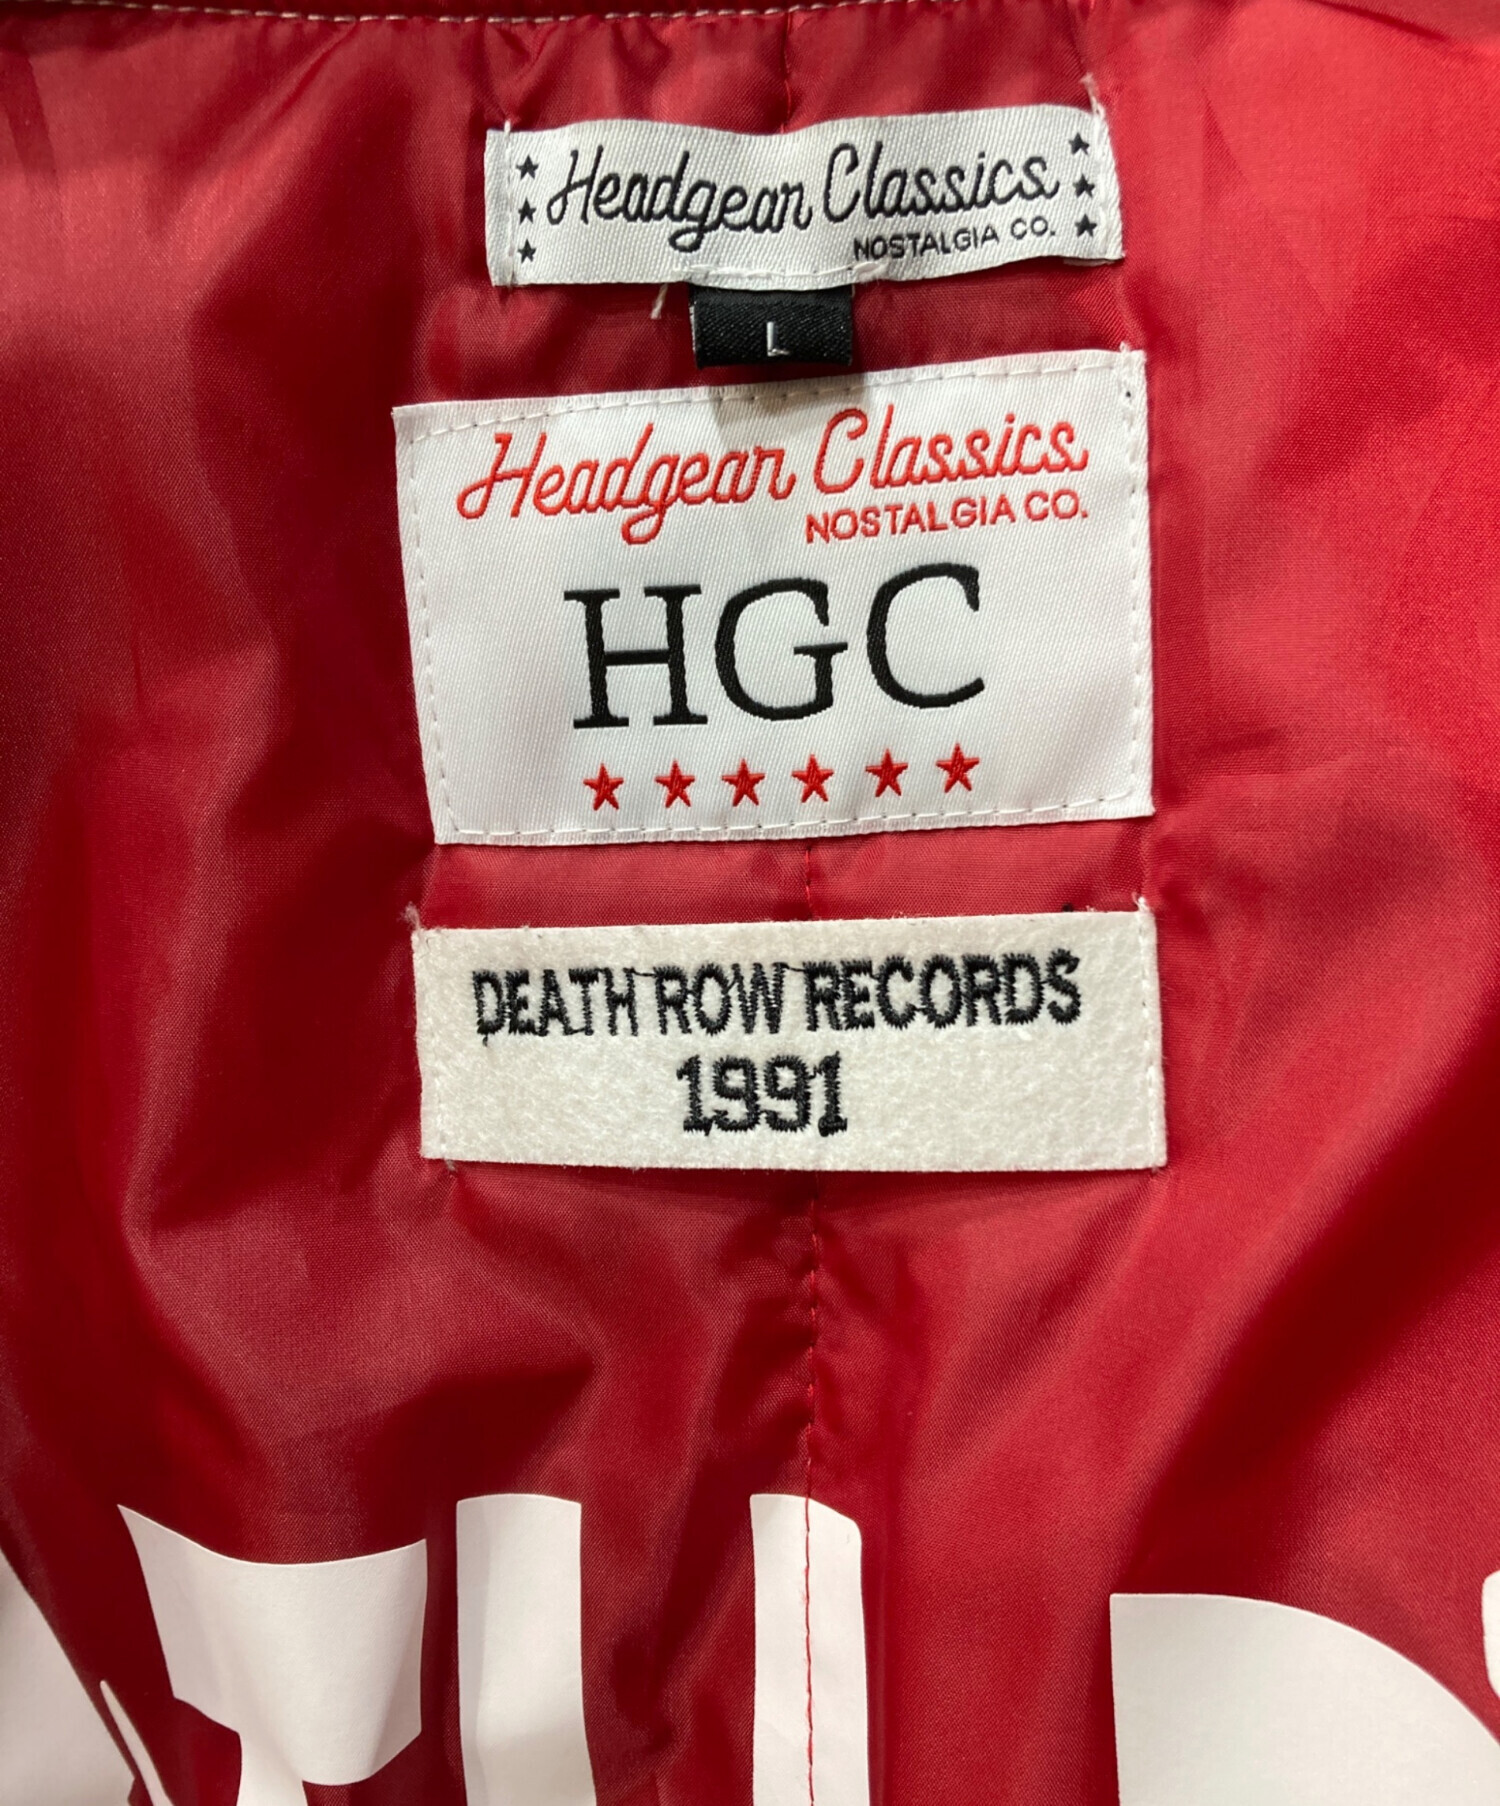 Headgear Classics
NOSTALGIA CO.
L
Headgear Classics
NOSTALGIA CO.
HGC
DEATH ROW RECORDS
1991